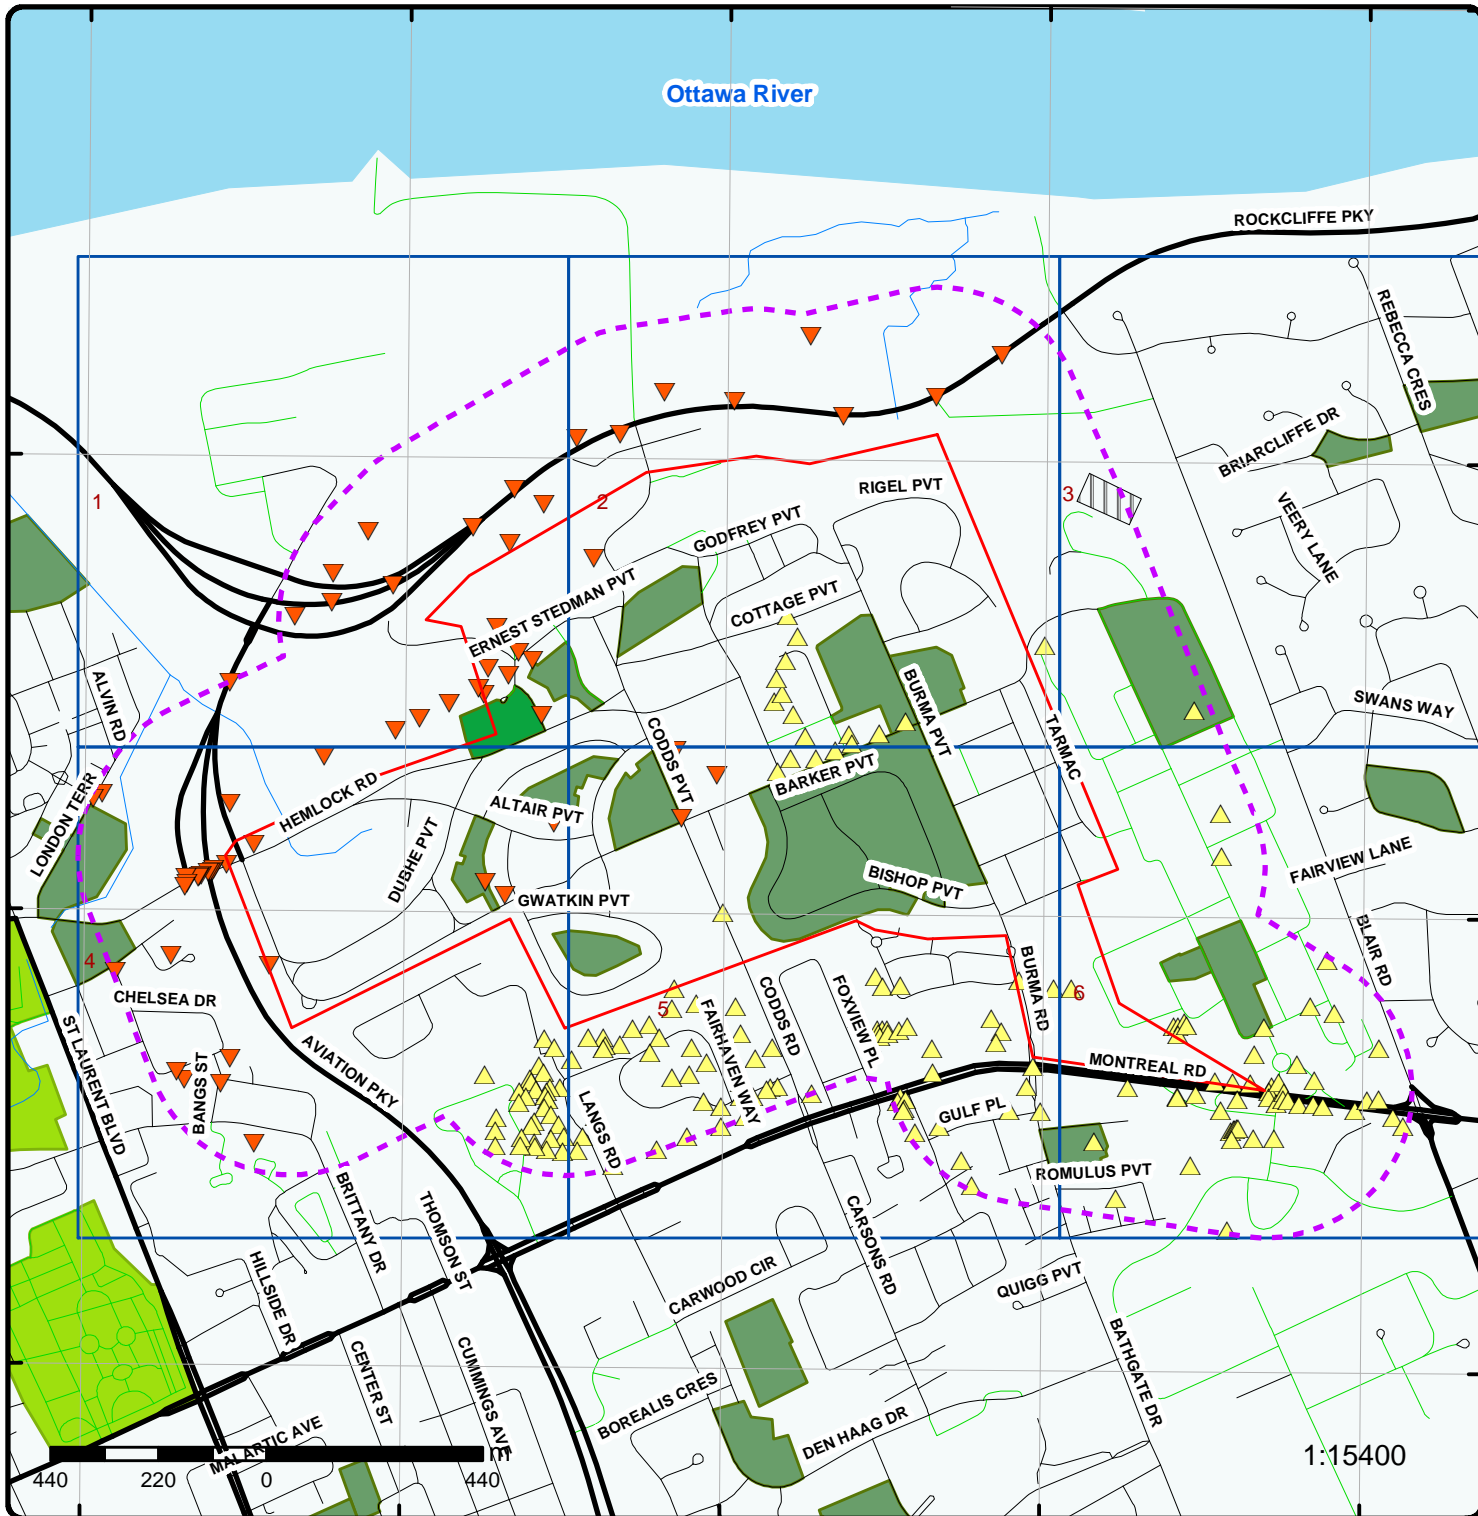 Ottawa River
ROCKCLIFFE PKY
REBECCA CRES
BRIARCLIFFE DR
1
2
3
RIGEL PVT
VEERY LANE
GODFREY PVT
COTTAGE PVT
ERNEST STEDMAN PVT
ALVIN RD
BURMA PVT
SWANS WAY
TARMAC
CODDS PVT
BARKER PVT
LONDON TERR
HEMLOCK RD
ALTAIR PVT
DUBHE PVT
FAIRVIEW LANE
BISHOP PVT
GWATKIN PVT
BLAIR RD
4
CHELSEA DR
5
6
BURMA RD
CODDS RD
FOXVIEW PL
FAIRHAVEN WAY
ST LAURENT BLVD
BANGS ST
AVIATION PKY
MONTREAL RD
LANGS RD
GULF PL
ROMULUS PVT
BRITTANY DR
THOMSON ST
CARSONS RD
HILLSIDE DR
CARWOOD CIR
QUIGG PVT
BATHGATE DR
CENTER ST
CUMMINGS AVE
BOREALIS CRES
DEN HAAG DR
MALARTIC AVE
440 220 0 440 m
1:15400